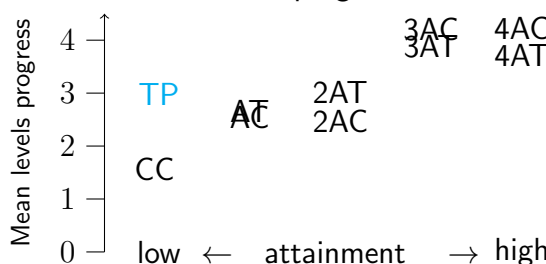 Mean levels progress
4
3
2
1
0
3AC 4AC
3AT 4AT
TP
AT
AC
2AT
2AC
CC
low ← attainment → high